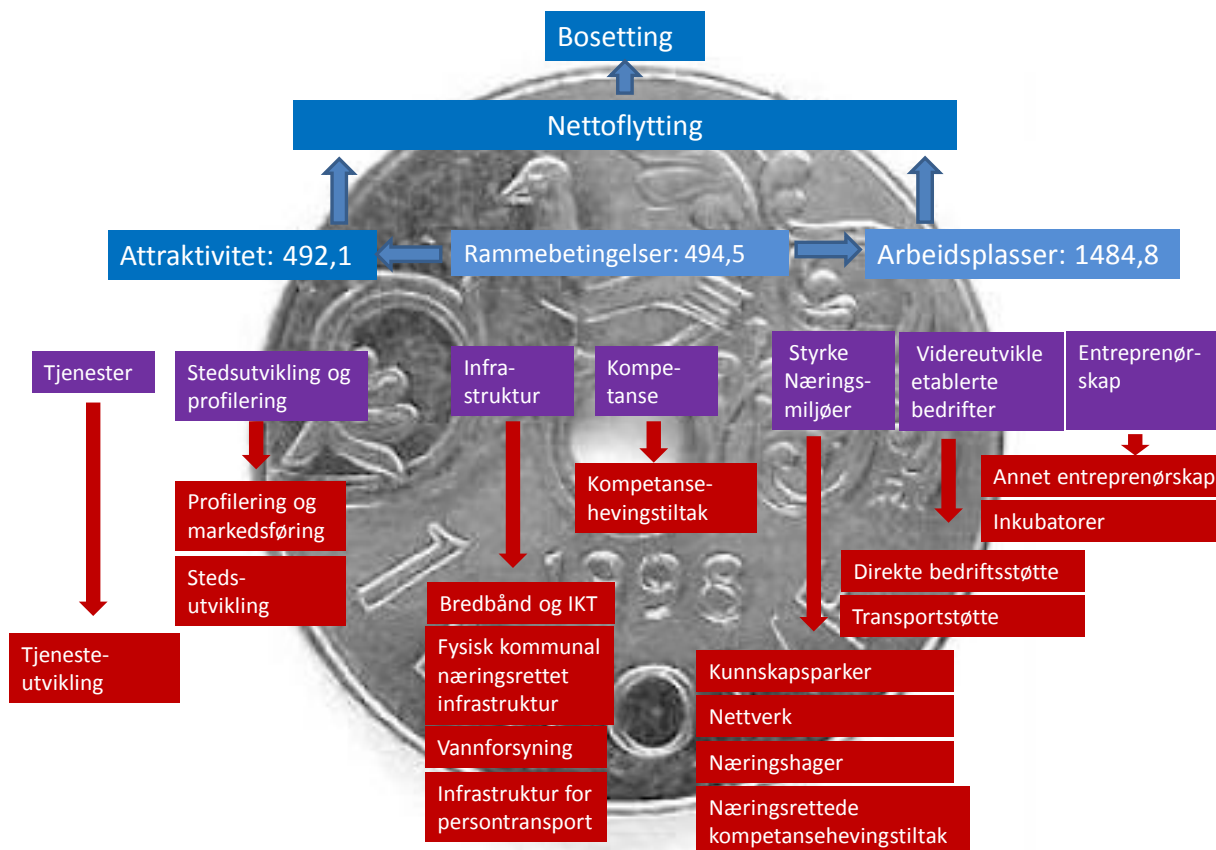 Bosetting
Nettoflytting
Attraktivitet: 492,1
Rammebetingelser: 494,5
Arbeidsplasser: 1484,8
Tjenester
Stedsutvikling og
profilering
Infra-
struktur
Kompe-
tanse
Styrke
Nærings-
miljøer
Videreutvikle
etablerte
bedrifter
Entreprenør-
skap
Profilering og
markedsføring
Steds-
utvikling
Kompetanse-
hevingstiltak
Annet entreprenørskap
Inkubatorer
Direkte bedriftsstøtte
Transportstøtte
Tjeneste-
utvikling
Bredbånd og IKT
Fysisk kommunal
næringsrettet
infrastruktur
Vannforsyning
Infrastruktur for
persontransport
Kunnskapsparker
Nettverk
Næringshager
Næringsrettede
kompetansehevingstiltak
1998
1